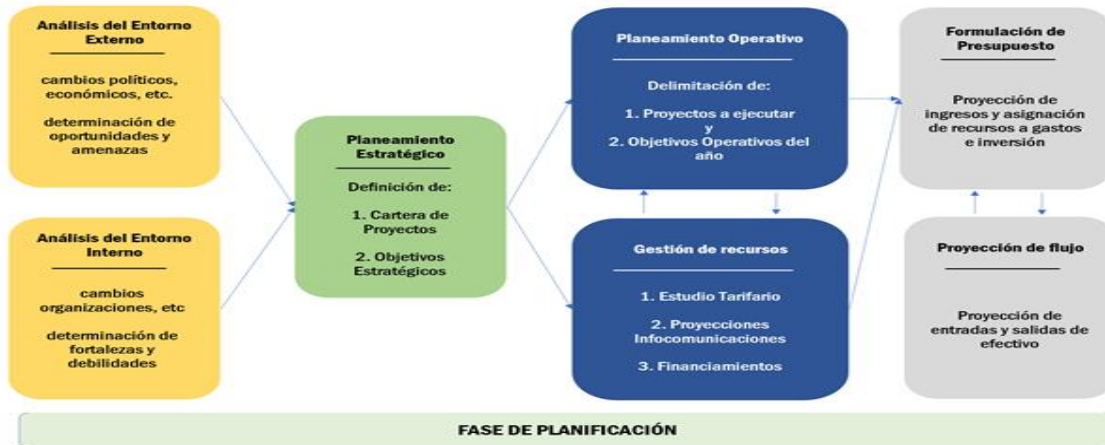 Análisis del Entorno
Externo
cambios políticos,
económicos, etc.
determinación de
oportunidades y
amenazas
Análisis del Entorno
Interno
cambios
organizaciones, etc
determinación de
fortalezas y
debilidades
Planeamiento
Estratégico
Definición de:
1. Cartera de
Proyectos
2. Objetivos
Estratégicos
Planeamiento Operativo
Delimitación de:
1. Proyectos a ejecutar
y
2. Objetivos Operativos del
año
Gestión de recursos
1. Estudio Tarifario
2. Proyecciones
Infocomunicaciones
3. Financiamientos
Formulación de
Presupuesto
Proyección de
ingresos y asignación
de recursos a gastos
e inversión
Proyección de flujo
Proyección de
entradas y salidas de
efectivo
FASE DE PLANIFICACIÓN